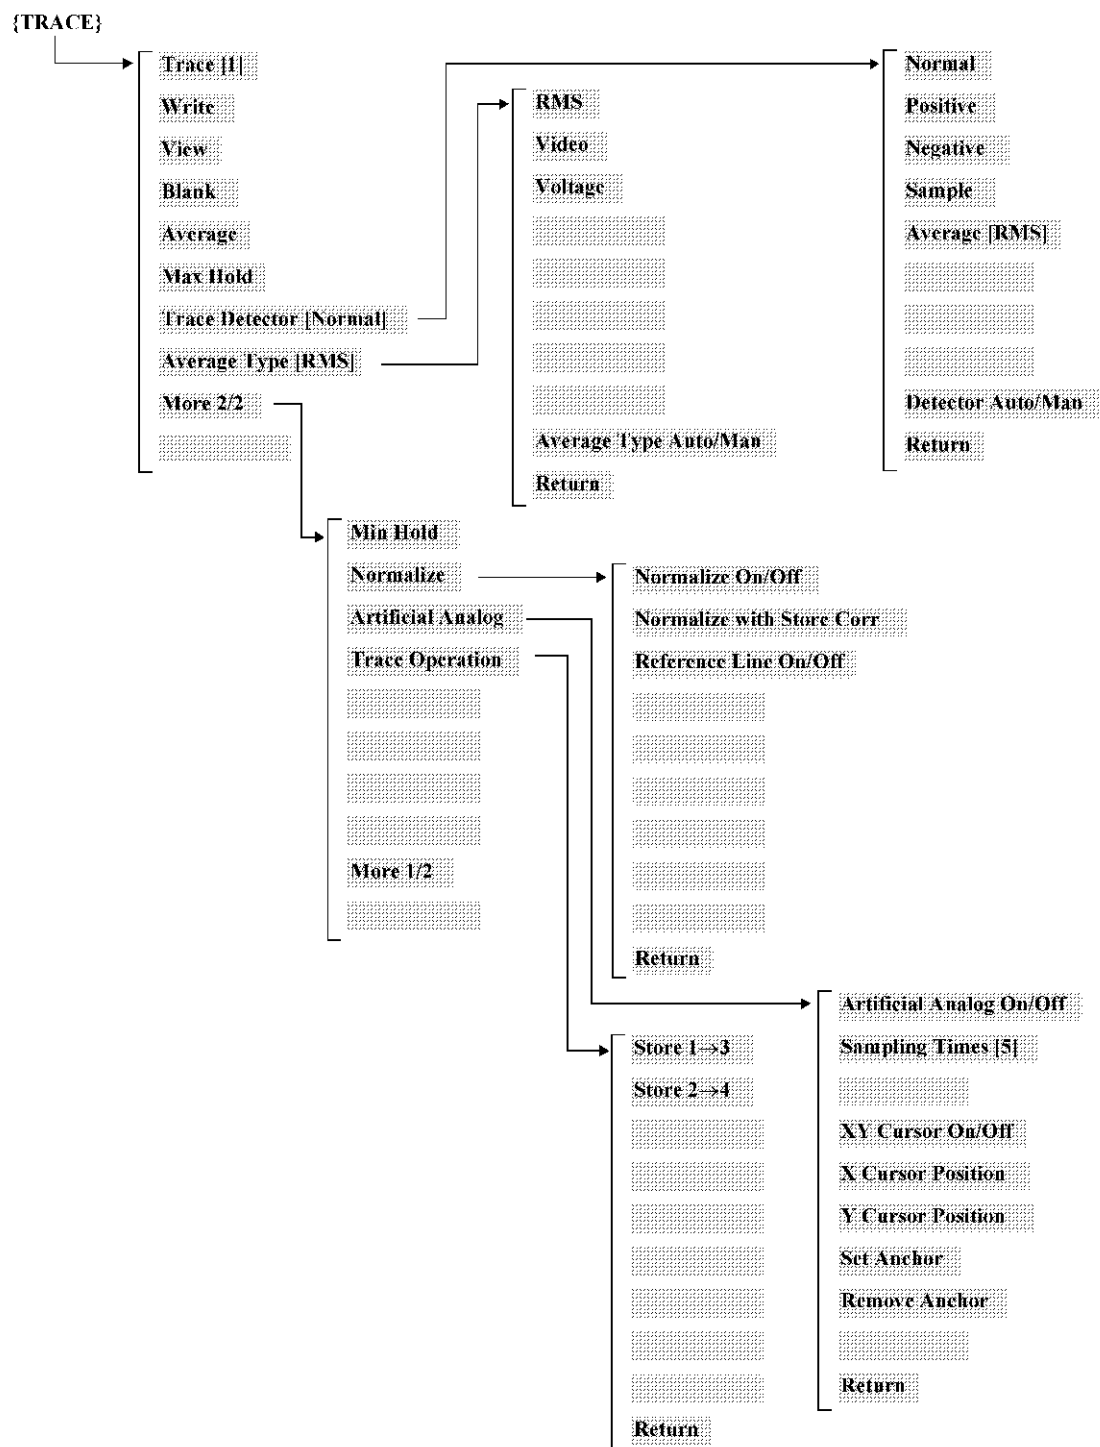 {TRACE}
Trace [1]
Write
View
Blank
Average
Max Hold
Trace Detector [Normal]
Average Type [RMS]
More 2/2
RMS
Video
Voltage
Average Type Auto/Man
Return
Normal
Positive
Negative
Sample
Average [RMS]
Detector Auto/Man
Return
Min Hold
Normalize
Artificial Analog
Trace Operation
More 1/2
Normalize On/Off
Normalize with Store Corr
Reference Line On/Off
Return
Artificial Analog On/Off
Sampling Times [5]
XY Cursor On/Off
X Cursor Position
Y Cursor Position
Set Anchor
Remove Anchor
Return
Store 1→3
Store 2→4
Return